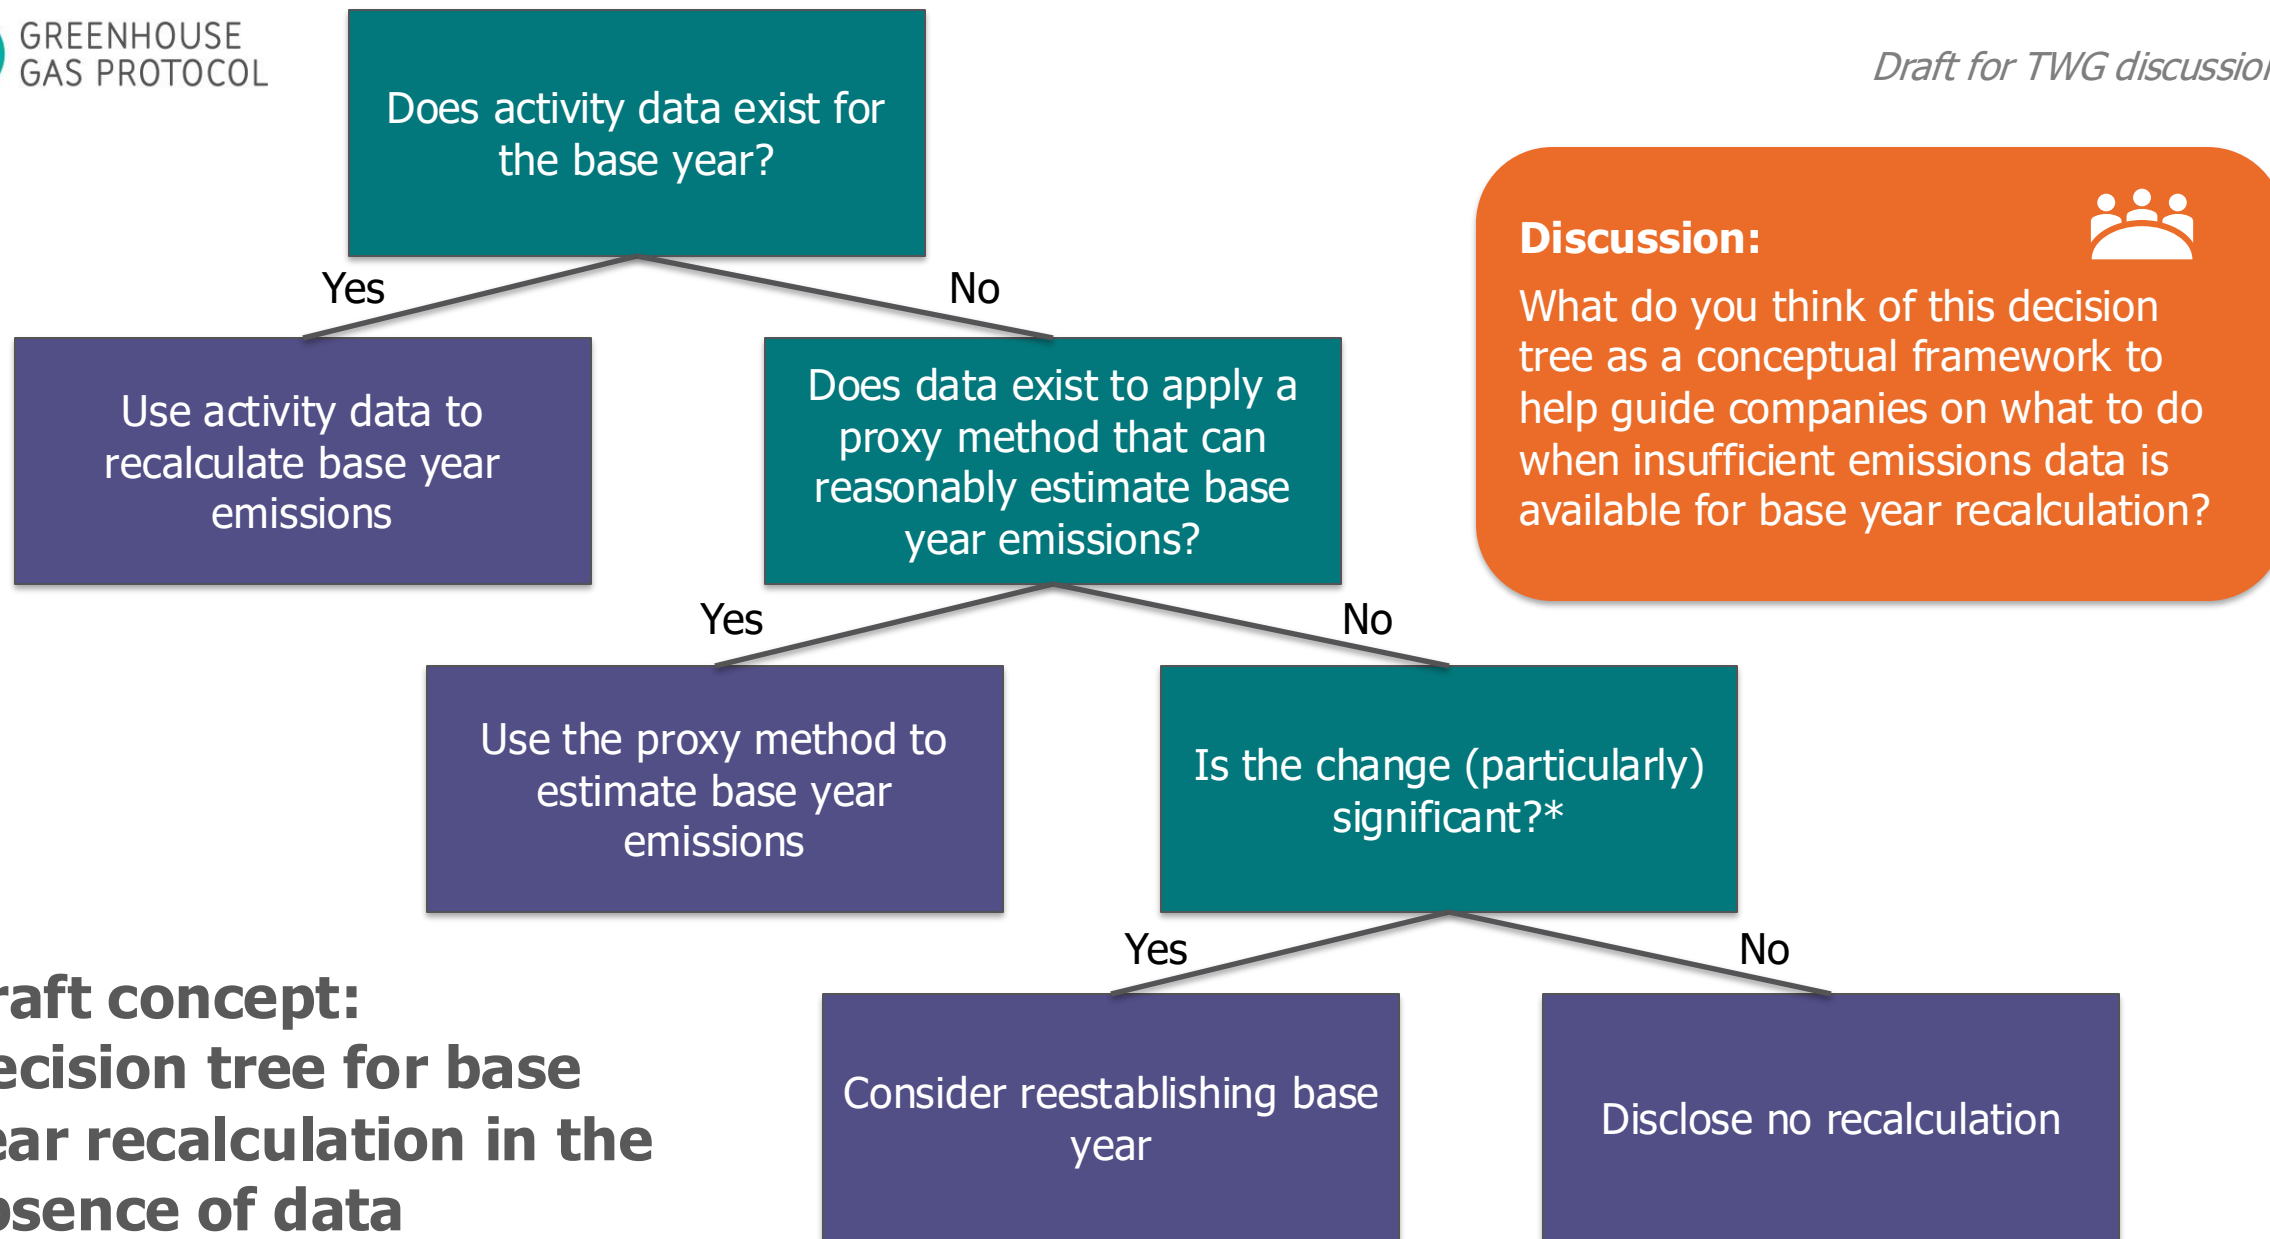 GREENHOUSE
GAS PROTOCOL
Draft for TWG discussion
Does activity data exist for
the base year?
Discussion:
What do you think of this decision
tree as a conceptual framework to
help guide companies on what to do
when insufficient emissions data is
available for base year recalculation?
Yes
No
Use activity data to
recalculate base year
emissions
Does data exist to apply a
proxy method that can
reasonably estimate base
year emissions?
Yes
No
Use the proxy method to
estimate base year
emissions
Is the change (particularly)
significant?*
Yes
No
raft concept:
ecision tree for base
ear recalculation in the
bsence of data
Consider reestablishing base
year
Disclose no recalculation